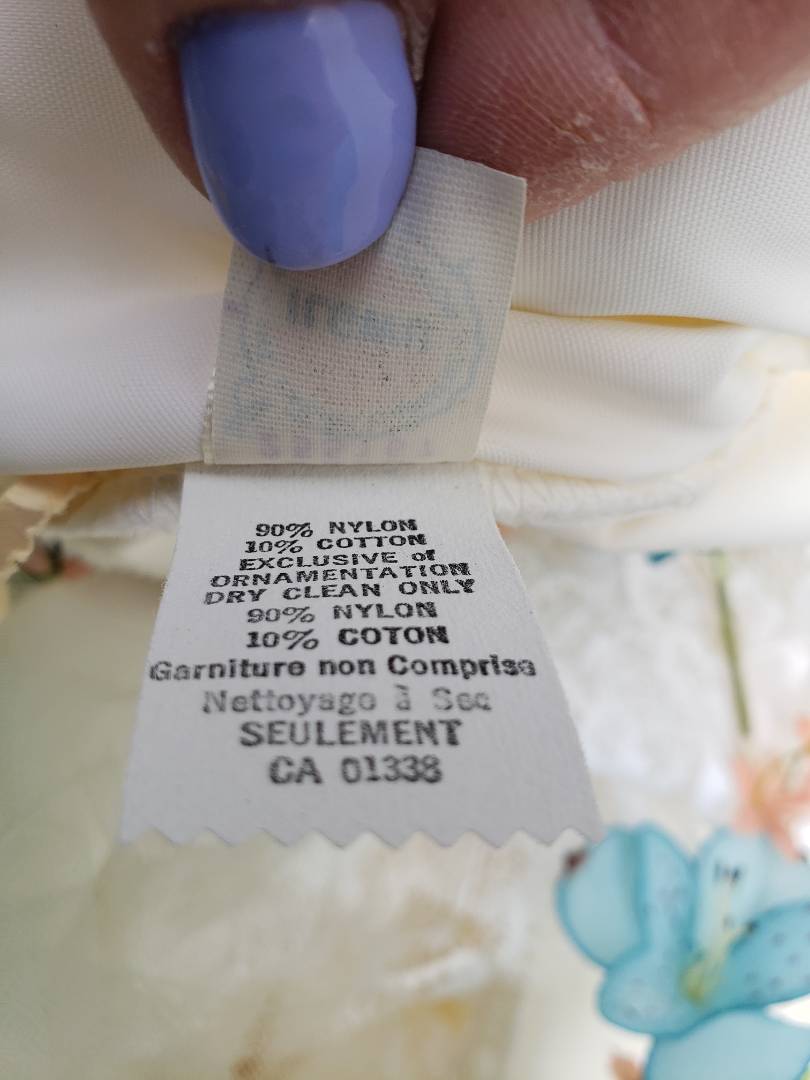 90% NYLON
10% COTTON
EXCLUSIVE of
ORNAMENTATION
DRY CLEAN ONLY
90% NYLON
10% COTON
Garniture non Comprise
Nettoyage à Sec
SEULEMENT
CA 01338